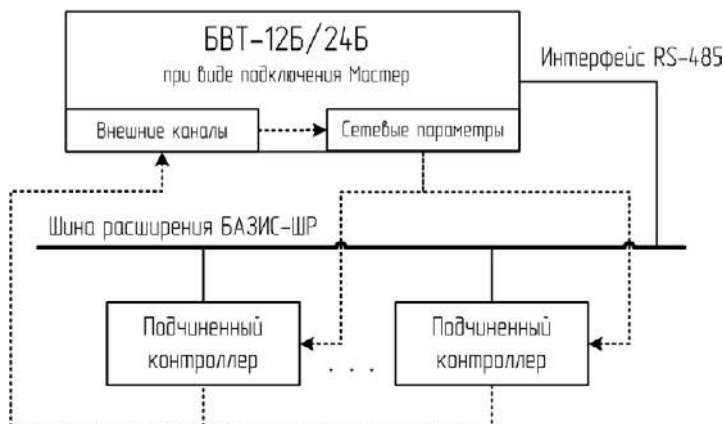 БВТ-12Б/24Б
при виде подключения Мастер
Интерфейс RS-485
Внешние каналы
Сетевые параметры
Шина расширения БАЗИС-ШР
Подчиненный
контроллер
. . .
Подчиненный
контроллер